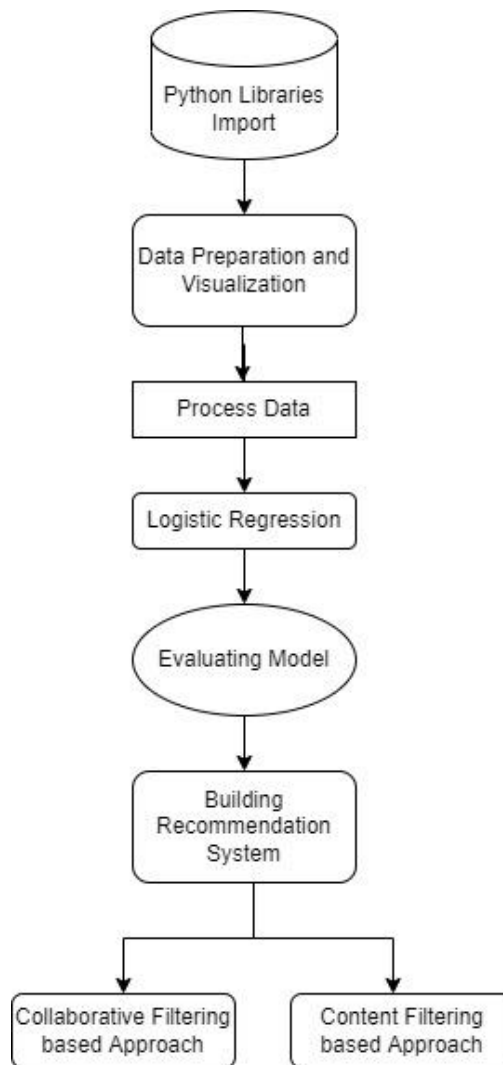 Python Libraries
Import
Data Preparation and
Visualization
Process Data
Logistic Regression
Evaluating Model
Building
Recommendation
System
Collaborative Filtering
based Approach
Content Filtering
based Approach